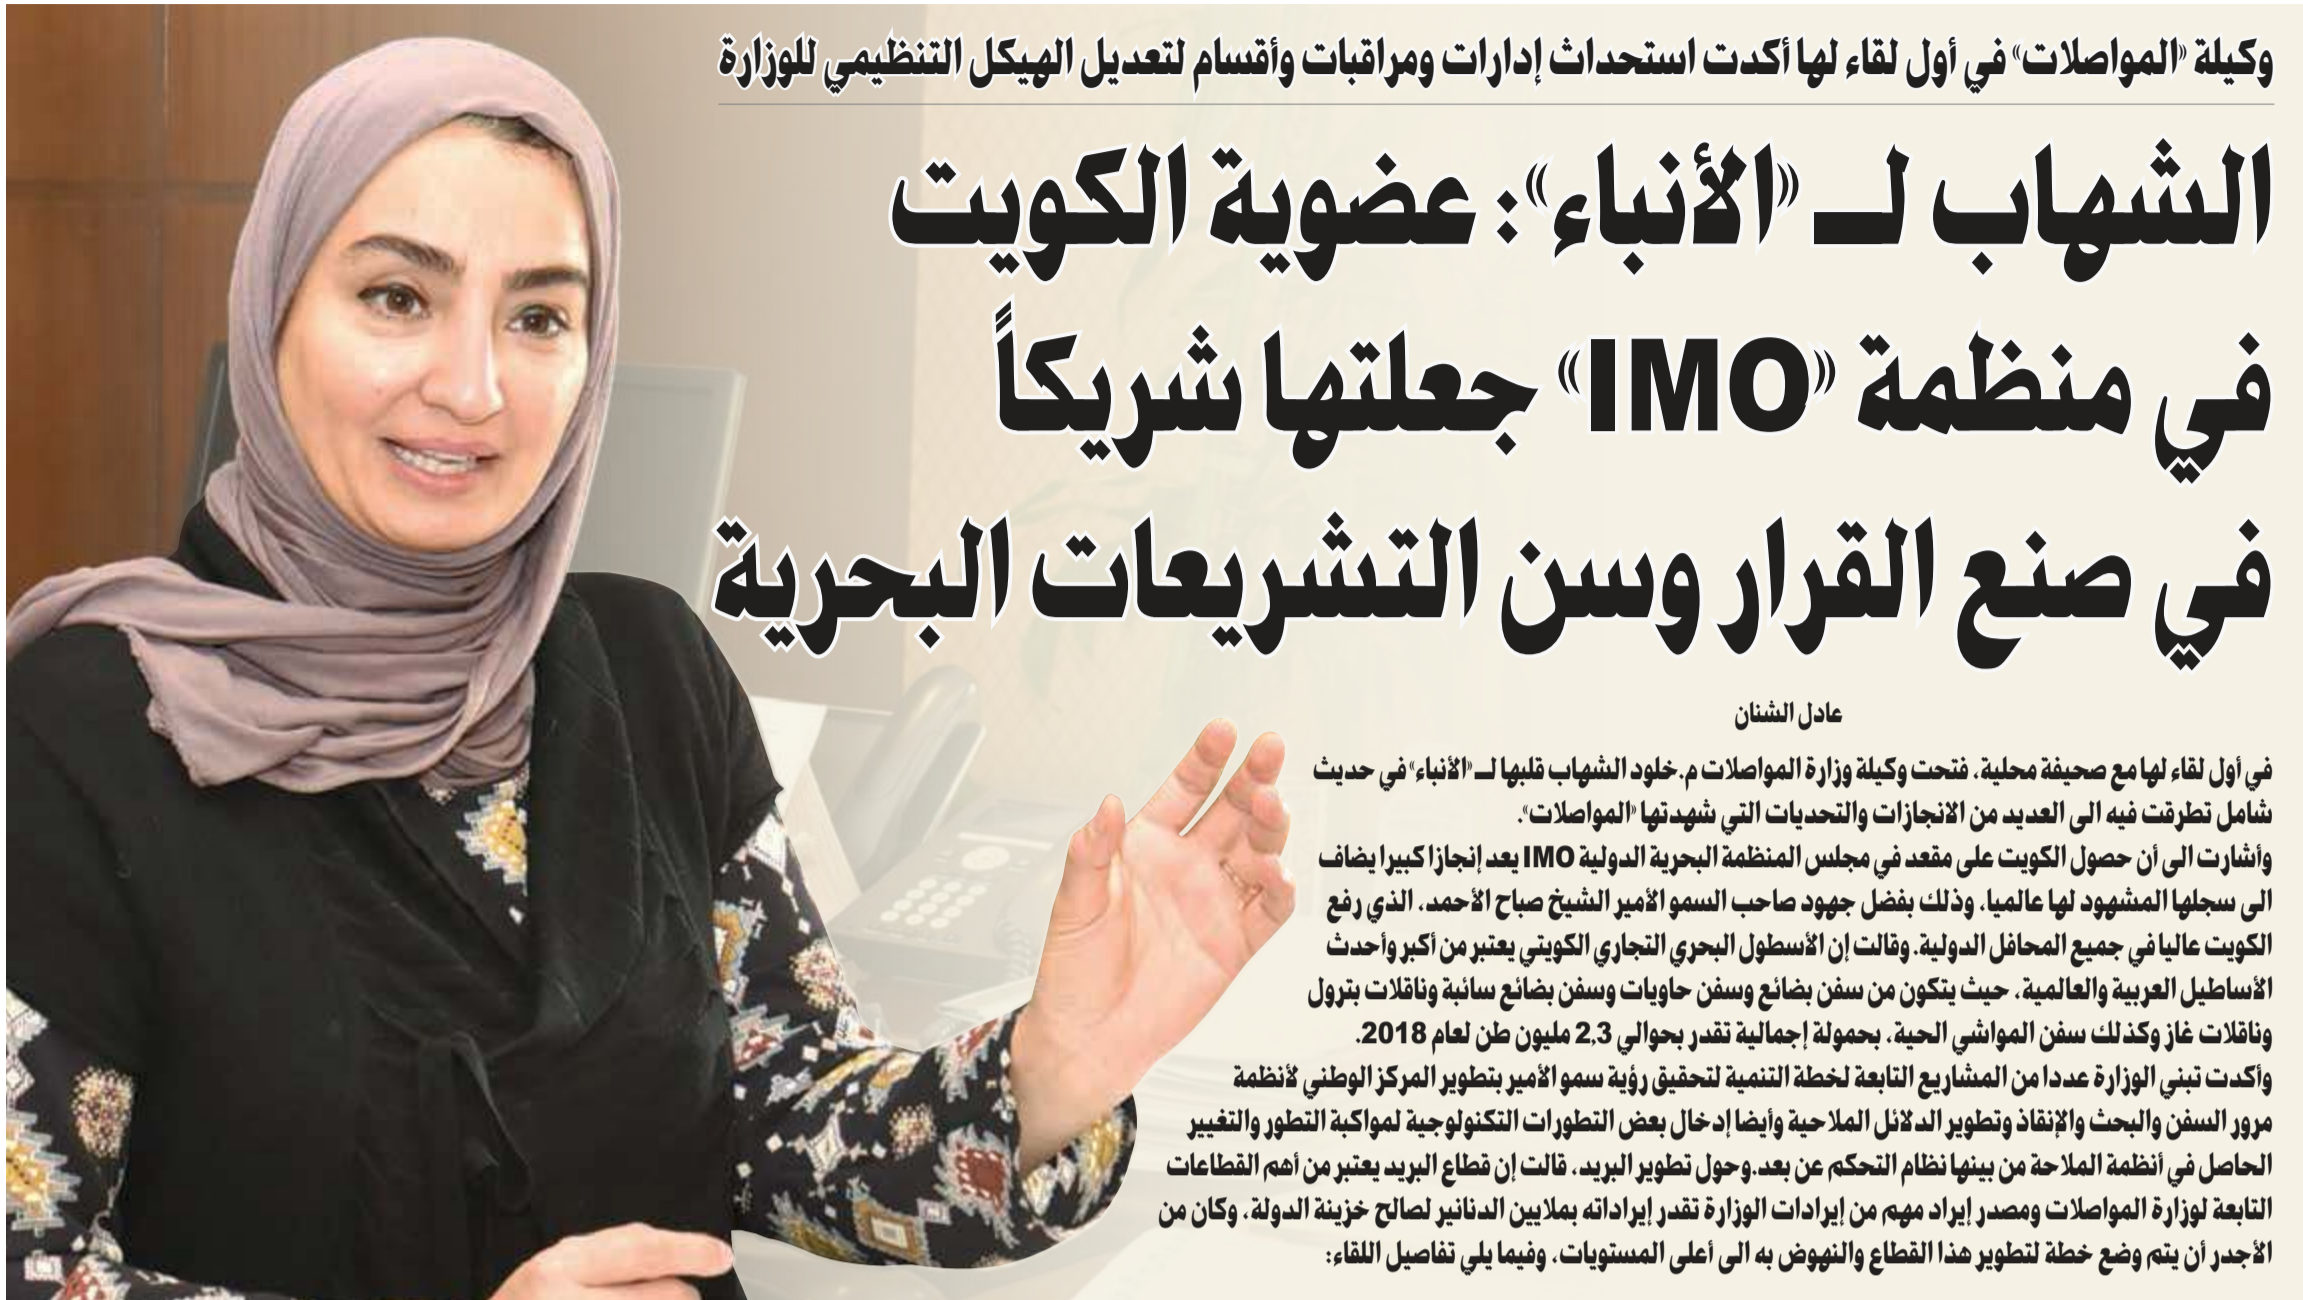 وكيلة «المواصلات» في أول لقاء لها أكدت استحداث إدارات ومراقبات وأقسام لتعديل الهيكل التنظيمي للوزارة
الشهاب لـ «الأنباء»: عضوية الكويت
في منظمة «IMO» جعلتها شريكاً
في صنع القرار وسن التشريعات البحرية
عادل الشنان
في أول لقاء لها مع صحيفة محلية، فتحت وكيلة وزارة المواصلات م.خلود الشهاب قلبها لـ «الأنباء» في حديث
شامل تطرقت فيه الى العديد من الانجازات والتحديات التي شهدتها «المواصلات».
وأشارت الى أن حصول الكويت على مقعد في مجلس المنظمة البحرية الدولية IMO يعد إنجازا كبيرا يضاف
الى سجلها المشهود لها عالميا، وذلك بفضل جهود صاحب السمو الأمير الشيخ صباح الأحمد، الذي رفع
الكويت عاليا في جميع المحافل الدولية. وقالت إن الأسطول البحري التجاري الكويتي يعتبر من أكبر وأحدث
الأساطيل العربية والعالمية، حيث يتكون من سفن بضائع وسفن حاويات وسفن بضائع سائبة وناقلات بترول
وناقلات غاز وكذلك سفن المواشي الحية، بحمولة إجمالية تقدر بحوالي 2,3 مليون طن لعام 2018.
وأكدت تبني الوزارة عددا من المشاريع التابعة لخطة التنمية لتحقيق رؤية سمو الأمير بتطوير المركز الوطني لأنظمة
مرور السفن والبحث والإنقاذ وتطوير الدلائل الملاحية وأيضا إدخال بعض التطورات التكنولوجية لمواكبة التطور والتغيير
الحاصل في أنظمة الملاحة من بينها نظام التحكم عن بعد.وحول تطوير البريد، قالت إن قطاع البريد يعتبر من أهم القطاعات
التابعة لوزارة المواصلات ومصدر إيراد مهم من إيرادات الوزارة تقدر إيراداته بملايين الدنانير لصالح خزينة الدولة، وكان من
الأجدر أن يتم وضع خطة لتطوير هذا القطاع والنهوض به الى أعلى المستويات، وفيما يلي تفاصيل اللقاء: